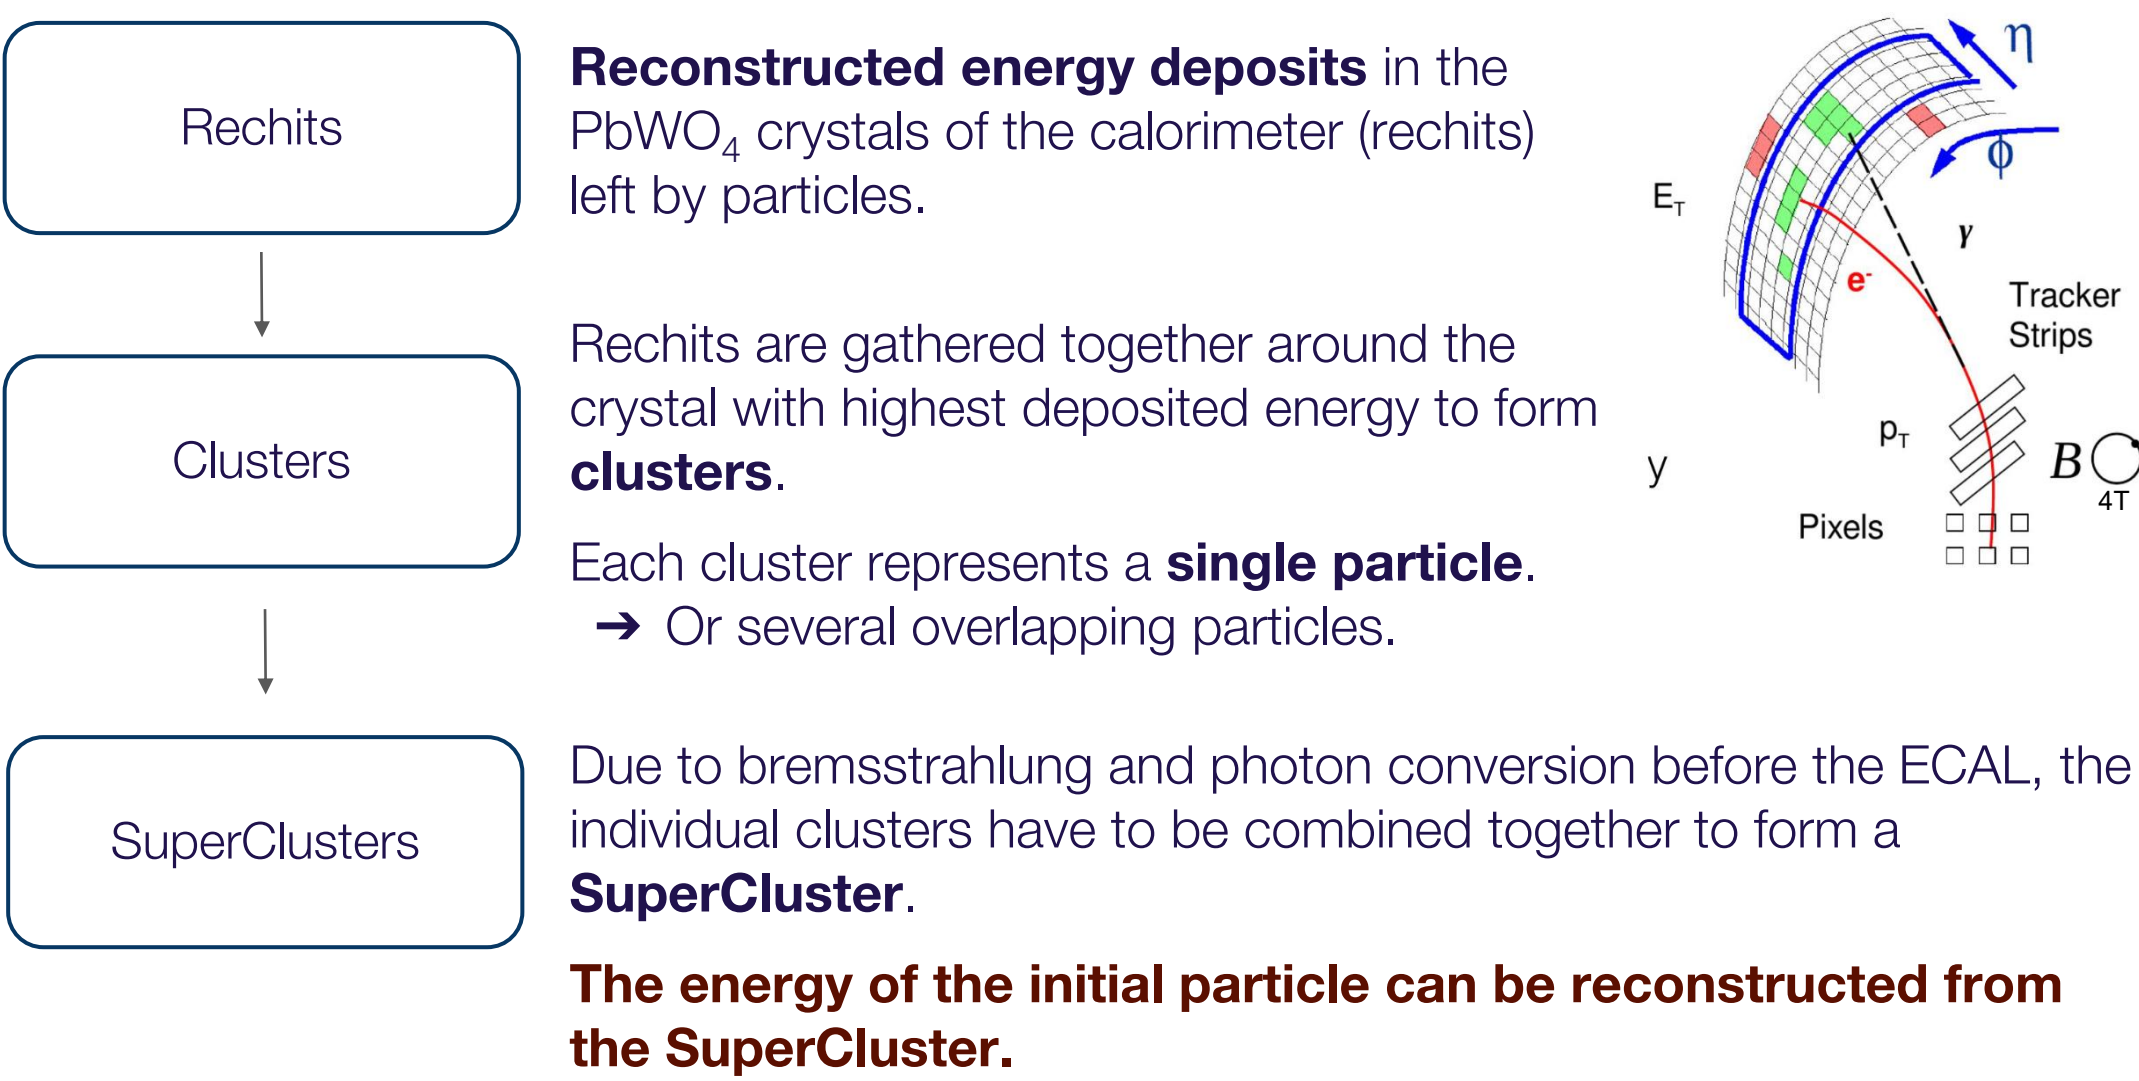 Rechits
Reconstructed energy deposits in the
PbWO₄ crystals of the calorimeter (rechits)
left by particles.
Clusters
Rechits are gathered together around the
crystal with highest deposited energy to form
clusters.
Each cluster represents a single particle.
➔ Or several overlapping particles.
SuperClusters
Due to bremsstrahlung and photon conversion before the ECAL, the
individual clusters have to be combined together to form a
SuperCluster.
The energy of the initial particle can be reconstructed from
the SuperCluster.
η
ϕ
E_T
γ
e⁻
Tracker
Strips
p_T
B
4T
y
Pixels